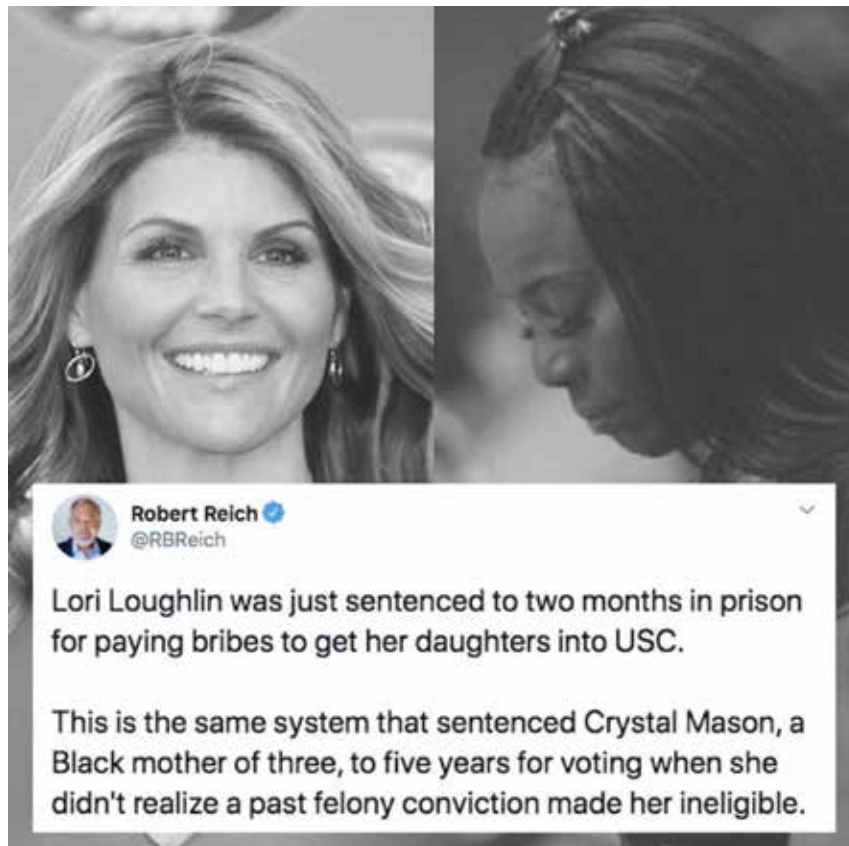 Robert Reich
@RBReich
Lori Loughlin was just sentenced to two months in prison
for paying bribes to get her daughters into USC.
This is the same system that sentenced Crystal Mason, a
Black mother of three, to five years for voting when she
didn't realize a past felony conviction made her ineligible.